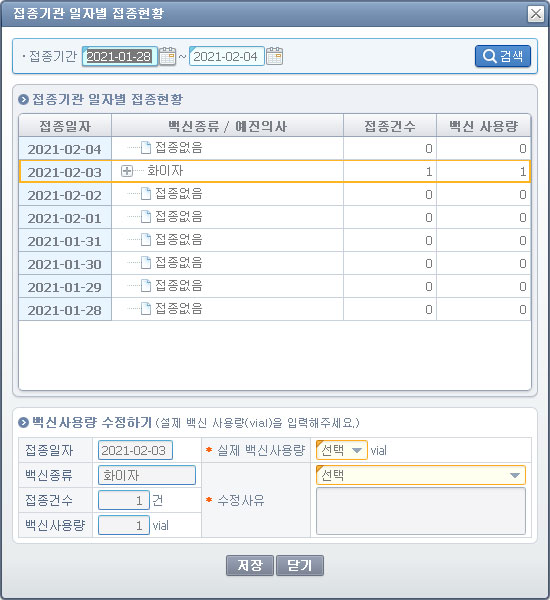 접종기관 일자별 접종현황
· 접종기간 2021-01-28 ~ 2021-02-04 검색
접종기관 일자별 접종현황
접종일자 백신종류 / 예진의사 접종건수 백신 사용량
2021-02-04 접종없음 0 0
2021-02-03 화이자 1 1
2021-02-02 접종없음 0 0
2021-02-01 접종없음 0 0
2021-01-31 접종없음 0 0
2021-01-30 접종없음 0 0
2021-01-29 접종없음 0 0
2021-01-28 접종없음 0 0
백신사용량 수정하기 (실제 백신 사용량(vial)을 입력해주세요.)
접종일자 2021-02-03 * 실제 백신사용량 선택 vial
백신종류 화이자 선택
접종건수 1 건 * 수정사유
백신사용량 1 vial
저장 닫기